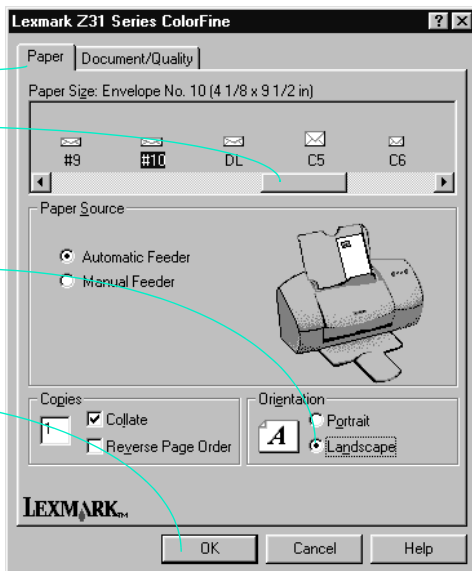 Lexmark Z31 Series ColorFine
Paper
Document/Quality
Paper Size: Envelope No. 10 (4 1/8 x 9 1/2 in)
#9 #10 DL C5 C6
Paper Source
Automatic Feeder
Manual Feeder
Copies
1
Collate
Reverse Page Order
Orientation
A
Portrait
Landscape
LEXMARK™
OK Cancel Help